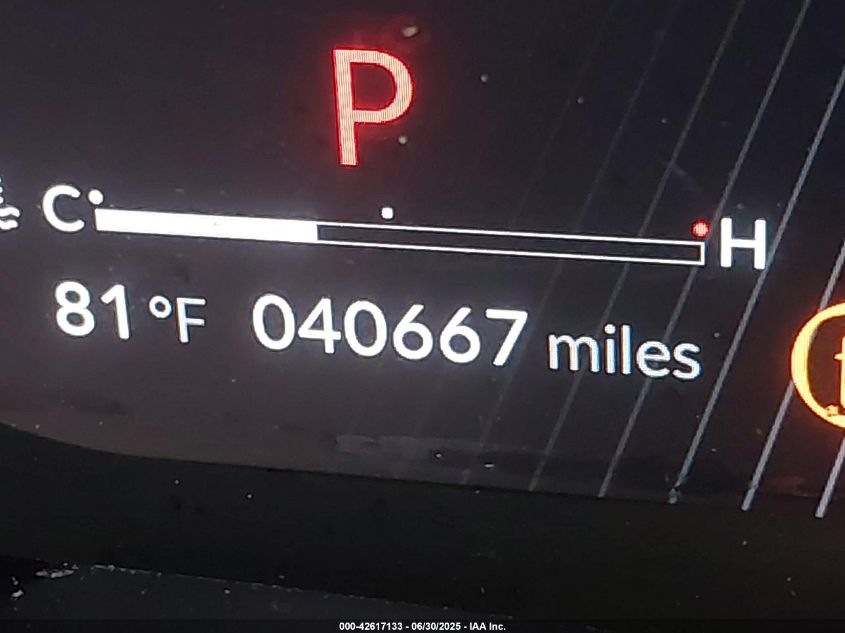 P
C H
81 °F 040667 miles
000-42617133 - 06/30/2025 - IAA Inc.